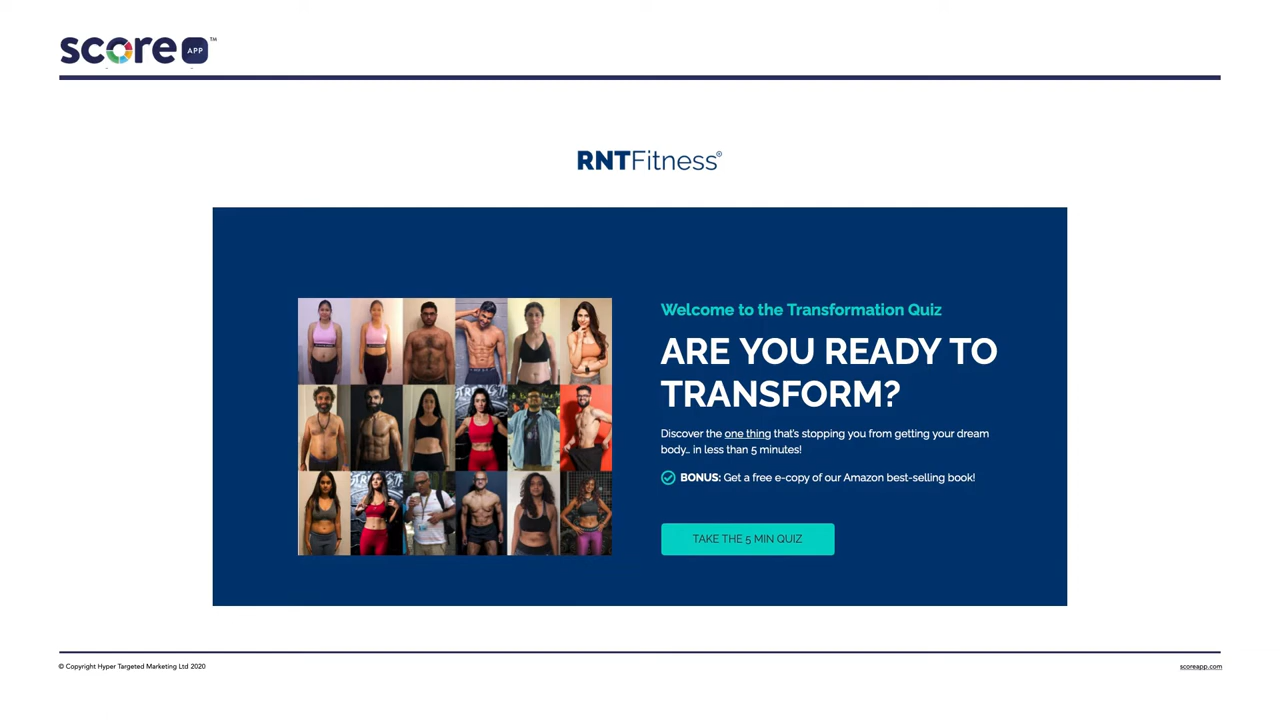 score APP™
RNTFitness®
Welcome to the Transformation Quiz
ARE YOU READY TO
TRANSFORM?
Discover the one thing that's stopping you from getting your dream
body.. in less than 5 minutes!
BONUS: Get a free e-copy of our Amazon best-selling book!
TAKE THE 5 MIN QUIZ
© Copyright Hyper Targeted Marketing Ltd 2020
scoreapp.com